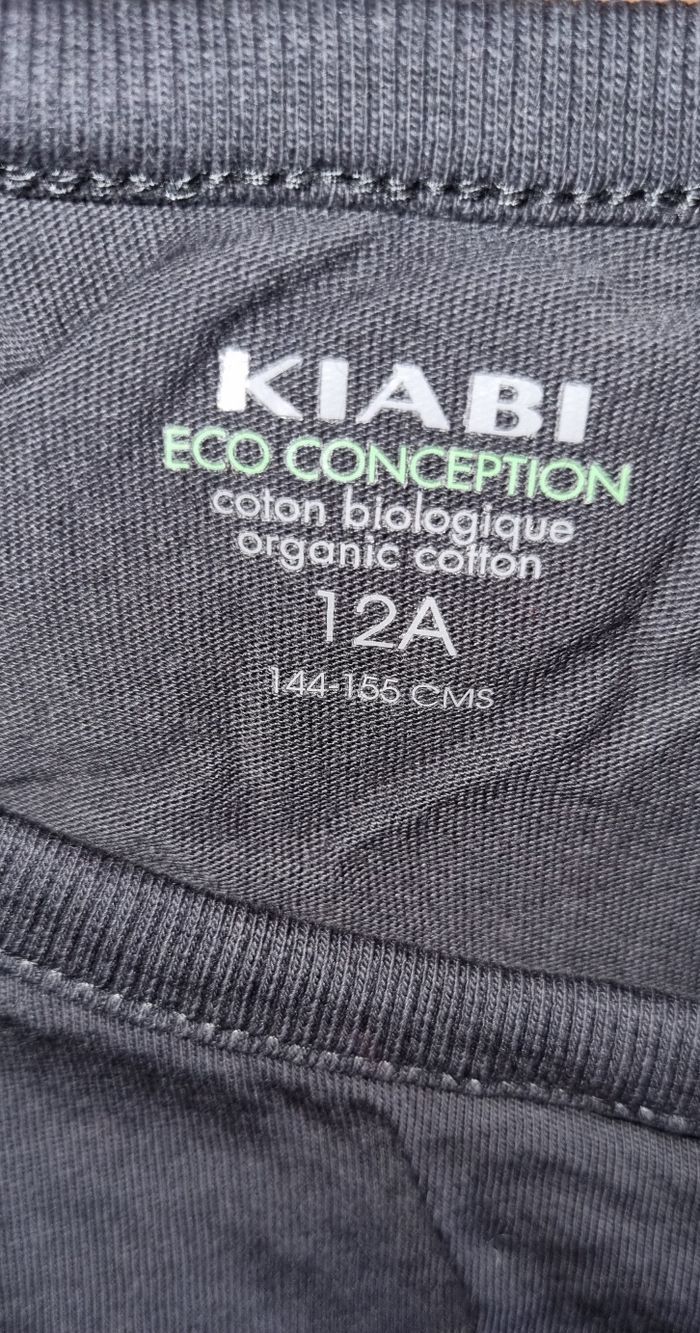 KIABI
ECO CONCEPTION
coton biologique
organic cotton
12A
144-155 CMS